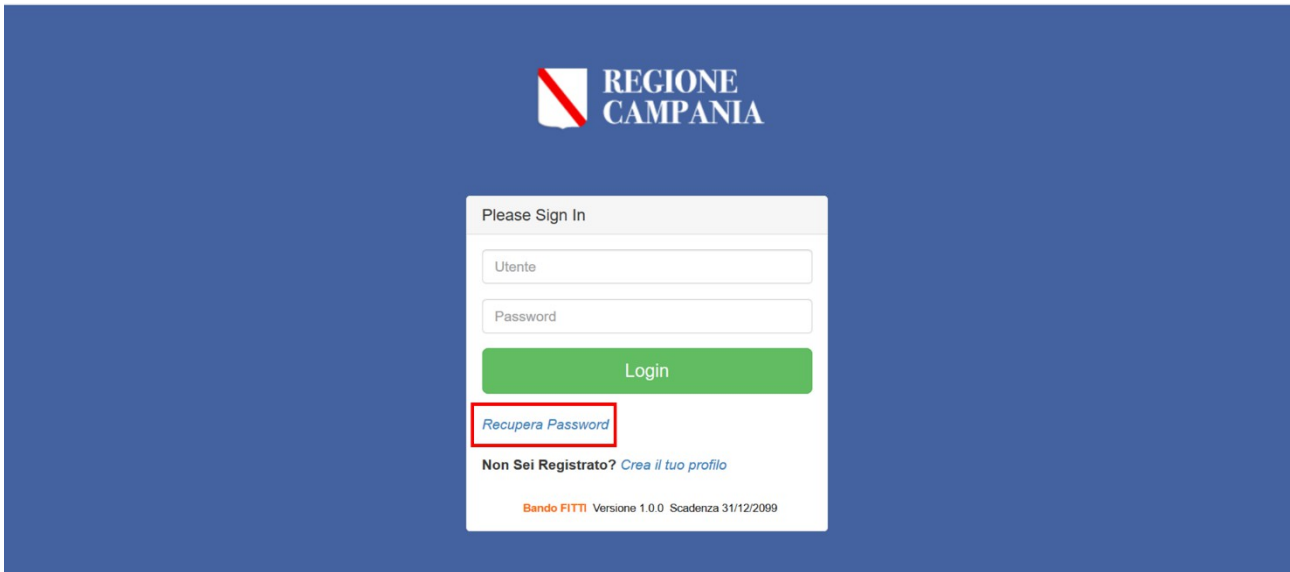 REGIONE
CAMPANIA
Please Sign In
Utente
Password
Login
Recupera Password
Non Sei Registrato? Crea il tuo profilo
Bando FITTI Versione 1.0.0 Scadenza 31/12/2099